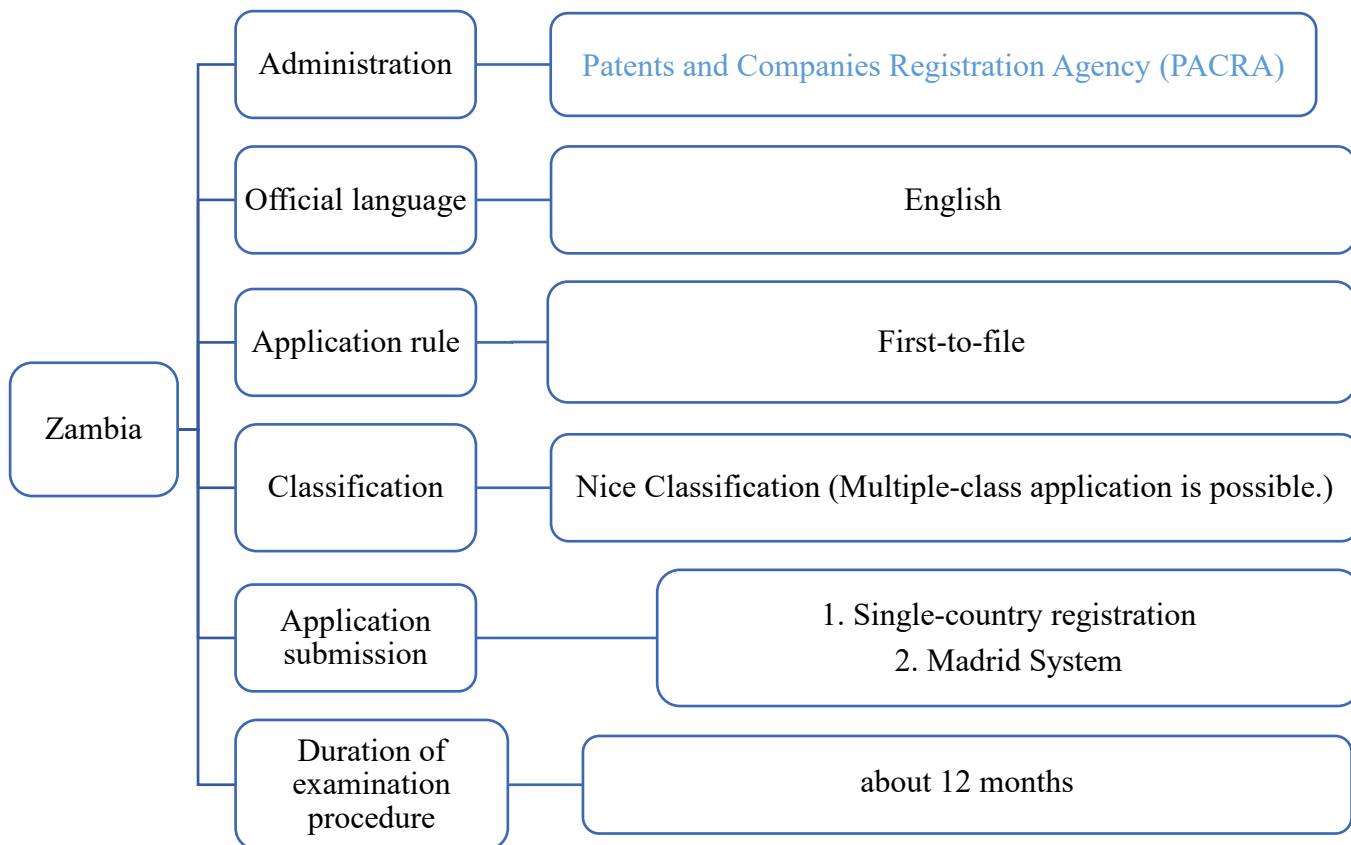 Zambia
Administration
Patents and Companies Registration Agency (PACRA)
Official language
English
Application rule
First-to-file
Classification
Nice Classification (Multiple-class application is possible.)
Application
submission
1. Single-country registration
2. Madrid System
Duration of
examination
procedure
about 12 months